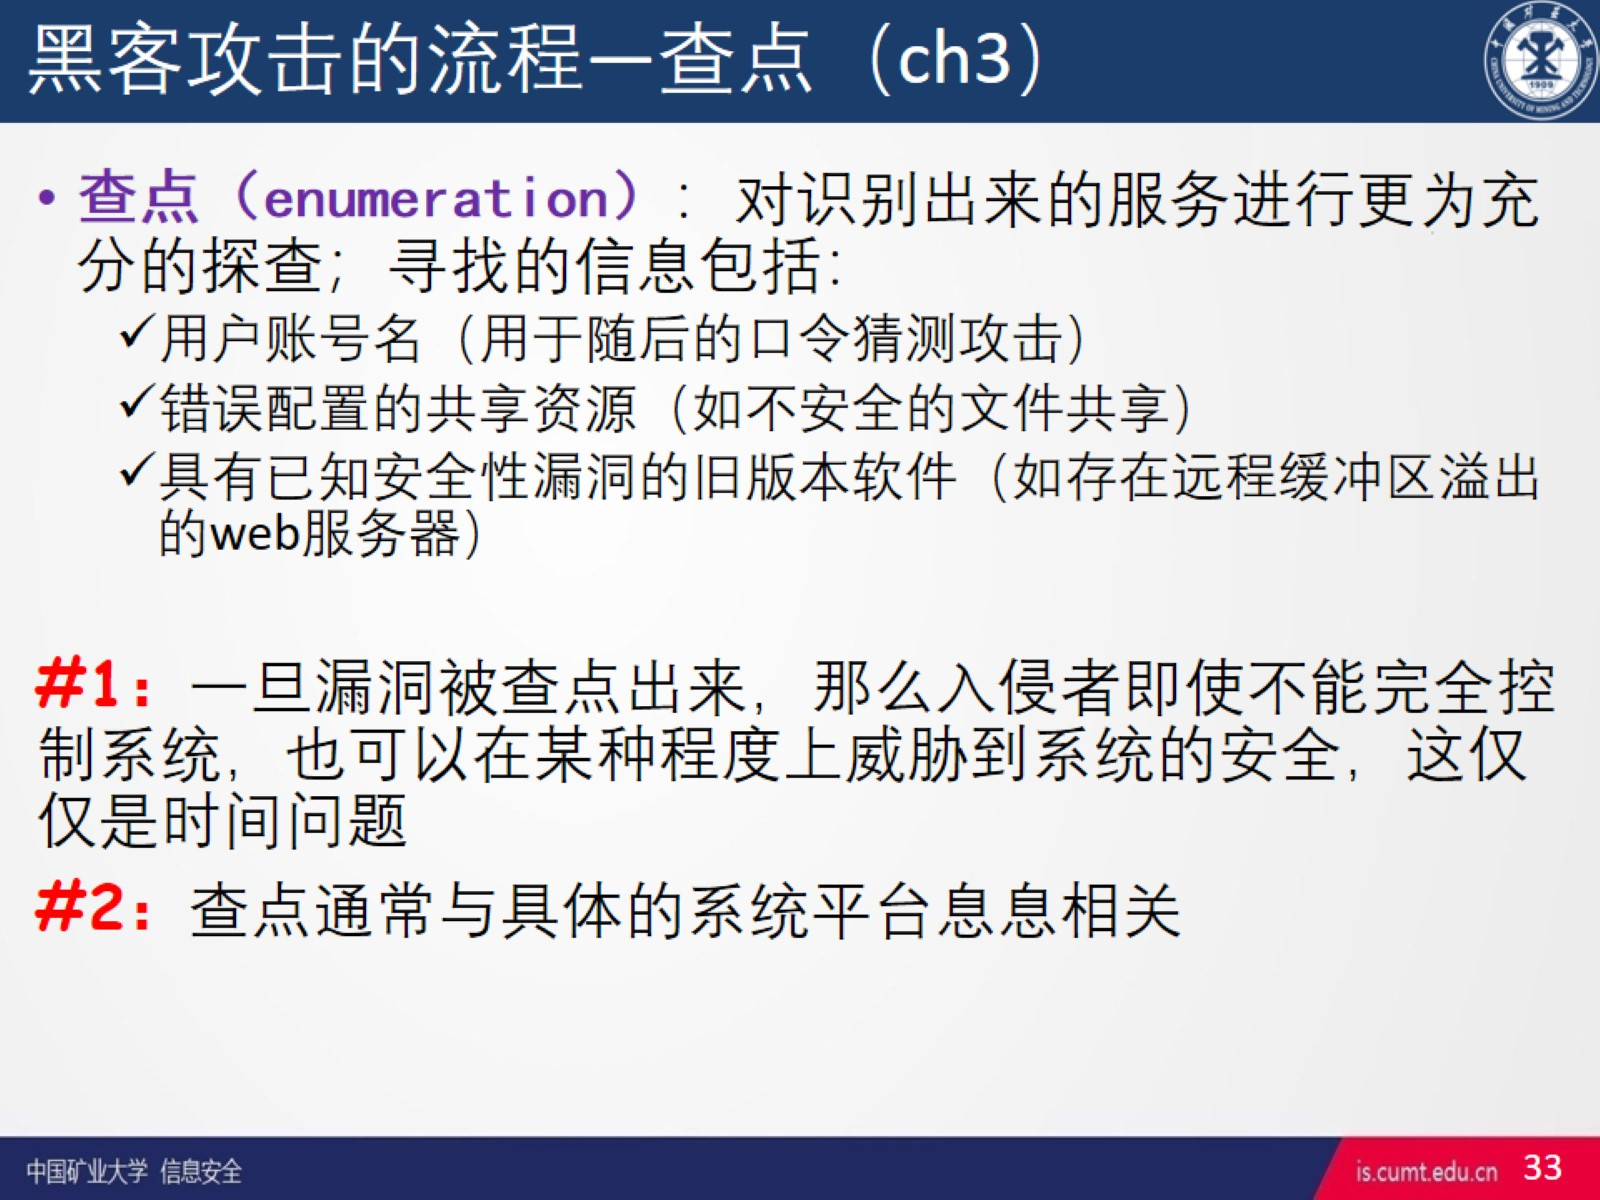 黑客攻击的流程—查点（ch3）
• 查点（enumeration）：对识别出来的服务进行更为充
分的探查；寻找的信息包括：
✓用户账号名（用于随后的口令猜测攻击）
✓错误配置的共享资源（如不安全的文件共享）
✓具有已知安全性漏洞的旧版本软件（如存在远程缓冲区溢出
的web服务器）
#1：一旦漏洞被查点出来，那么入侵者即使不能完全控
制系统，也可以在某种程度上威胁到系统的安全，这仅
仅是时间问题
#2：查点通常与具体的系统平台息息相关
中国矿业大学 信息安全
is.cumt.edu.cn 33
CHINA UNIVERSITY OF MINING AND TECHNOLOGY
1909